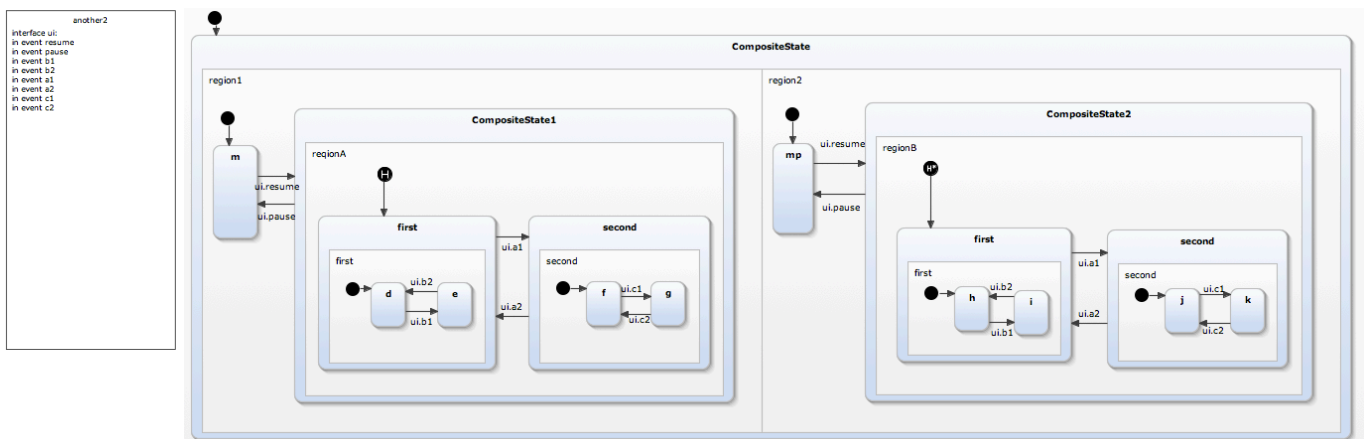 another2
interface ui:
in event resume
in event pause
in event b1
in event b2
in event a1
in event a2
in event c1
in event c2
CompositeState
region1
m
ui.resume
ui.pause
CompositeState1
regionA
H
first
first
d
ui.b2
ui.b1
e
ui.a1
ui.a2
second
second
f
ui.c1
ui.c2
g
region2
mp
ui.resume
ui.pause
CompositeState2
regionB
H*
first
first
h
ui.b2
ui.b1
i
ui.a1
ui.a2
second
second
j
ui.c1
ui.c2
k